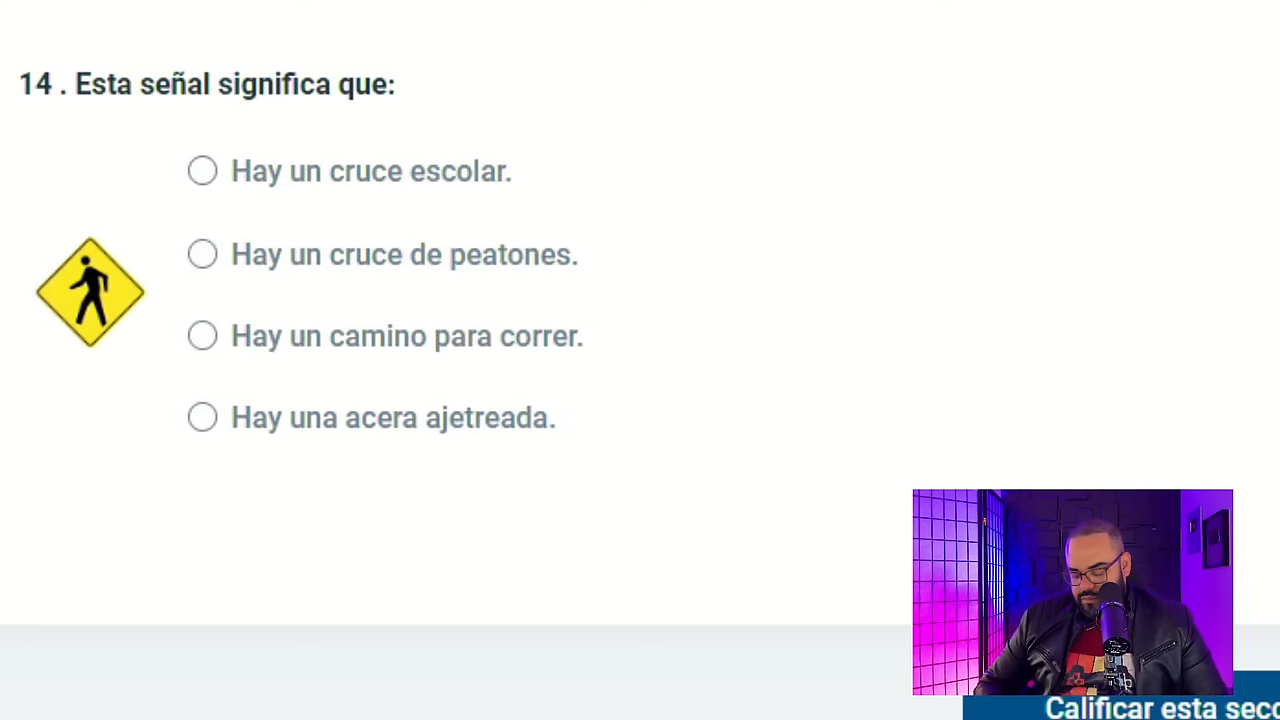 14 . Esta señal significa que:
Hay un cruce escolar.
Hay un cruce de peatones.
Hay un camino para correr.
Hay una acera ajetreada.
Calificar esta